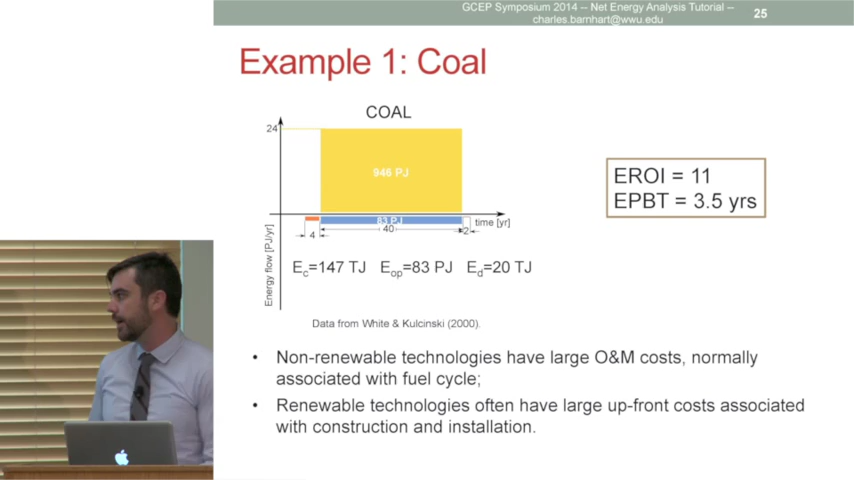 GCEP Symposium 2014 -- Net Energy Analysis Tutorial --
charles.barnhart@wwu.edu
25
Example 1: Coal
COAL
24
946 PJ
83 PJ
time [yr]
4
40
2
Energy flow [PJ/yr]
EROI = 11
EPBT = 3.5 yrs
Ec=147 TJ Eop=83 PJ Ed=20 TJ
Data from White & Kulcinski (2000).
• Non-renewable technologies have large O&M costs, normally
associated with fuel cycle;
• Renewable technologies often have large up-front costs associated
with construction and installation.